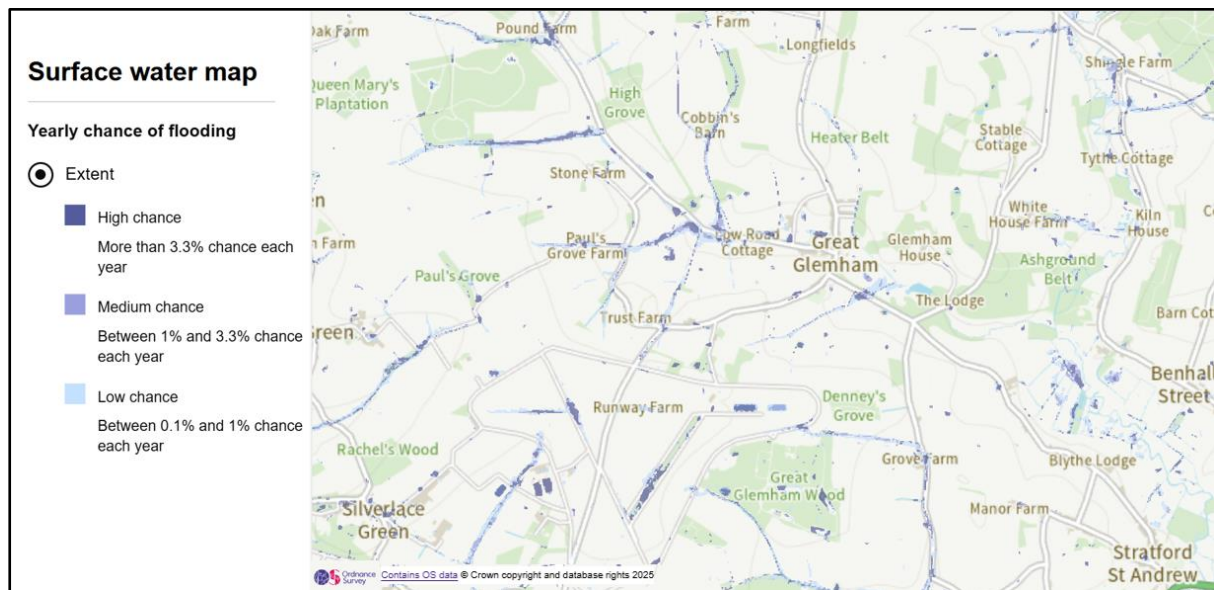 Surface water map
Yearly chance of flooding
Extent
High chance
More than 3.3% chance each
year
Medium chance
Between 1% and 3.3% chance
each year
Low chance
Between 0.1% and 1% chance
each year
Oak Farm
Pound Farm
Farm
Longfields
Shingle Farm
Queen Mary's
Plantation
High
Grove
Cobbin's
Barn
Heater Belt
Stable
Cottage
Tythe Cottage
Stone Farm
White
House Farm
Kiln
House
Farm
Paul's
Grove Farm
Low Road
Cottage
Great
Glemham
Glemham
House
Ashground
Belt
Paul's Grove
The Lodge
Trust Farm
Barn Cot
reen
Benhall
Street
Runway Farm
Denney's
Grove
Rachel's Wood
Grove Farm
Blythe Lodge
Great
Glemham Wood
Silverlace
Green
Manor Farm
Stratford
St Andrew
Ordnance
Survey
Contains OS data © Crown copyright and database rights 2025